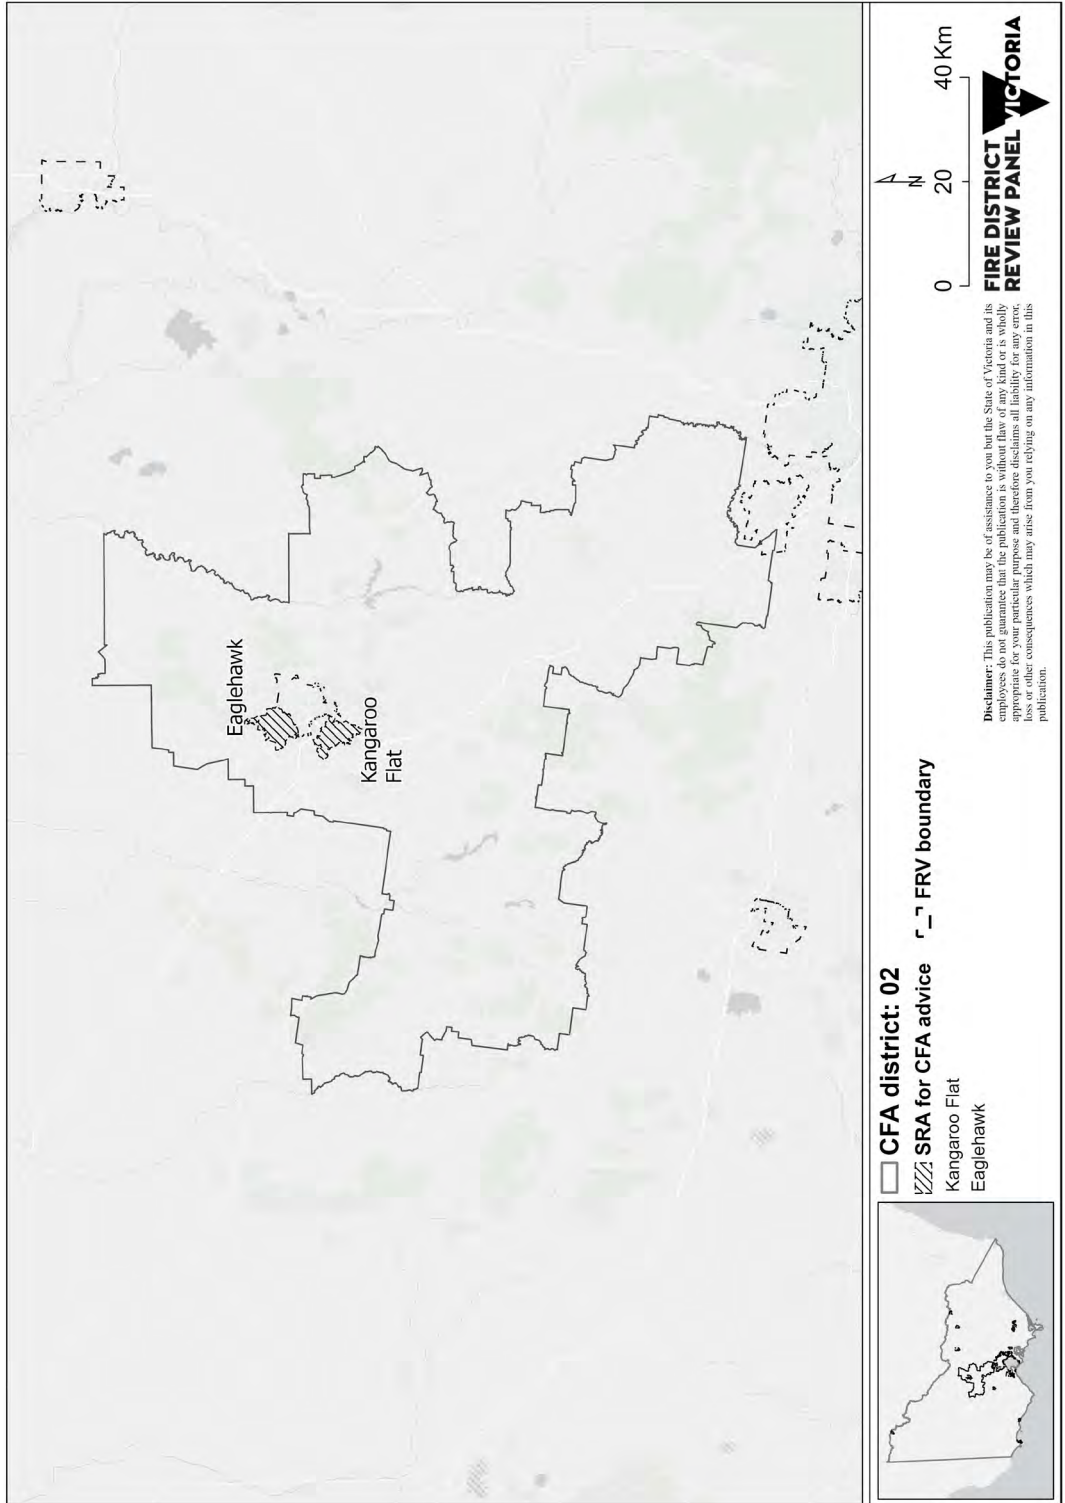 Eaglehawk
Kangaroo
Flat
CFA district: 02
SRA for CFA advice
FRV boundary
Kangaroo Flat
Eaglehawk
N
0 20 40 Km
Disclaimer: This publication may be of assistance to you but the State of Victoria and its
employees do not guarantee that the publication is without flaw of any kind or is wholly
appropriate for your particular purpose and therefore disclaims all liability for any error,
loss or other consequences which may arise from you relying on any information in this
publication.
FIRE DISTRICT
REVIEW PANEL VICTORIA